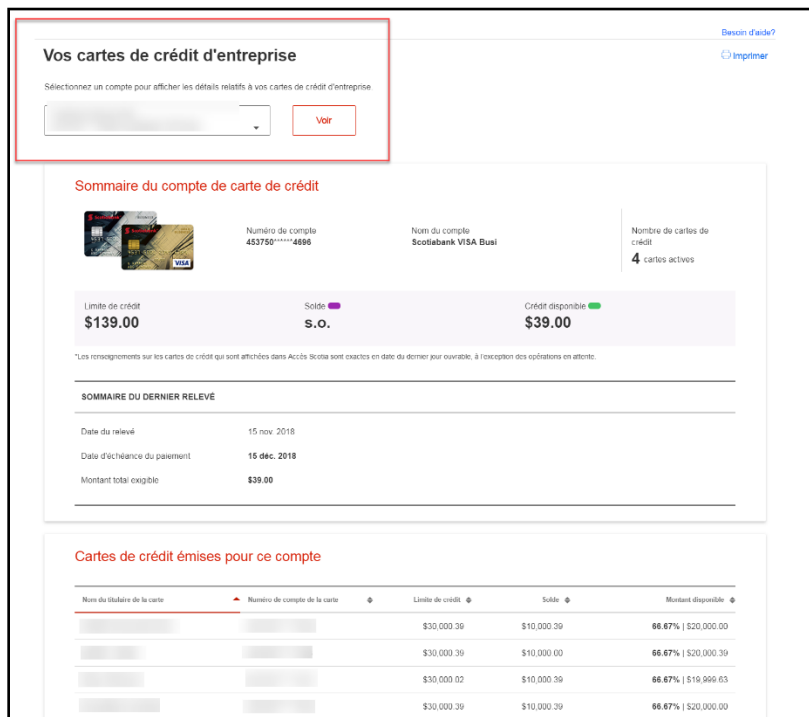 Besoin d'aide?
Vos cartes de crédit d'entreprise
Imprimer
Sélectionnez un compte pour afficher les détails relatifs à vos cartes de crédit d'entreprise
Voir
Sommaire du compte de carte de crédit
Numéro de compte
453750******4696
Nom du compte
Scotiabank VISA Busi
Nombre de cartes de
crédit
4 cartes actives
VISA
Limite de crédit
$139.00
Solde
s.o.
Crédit disponible
$39.00
*Les renseignements sur les cartes de crédit qui sont affichées dans Accès Scotia sont exactes en date du dernier jour ouvrable, à l'exception des opérations en attente.
SOMMAIRE DU DERNIER RELEVÉ
Date du relevé 15 nov. 2018
Date d'échéance du paiement 15 déc. 2018
Montant total exigible $39.00
Cartes de crédit émises pour ce compte
Nom du titulaire de la carte Numéro de compte de la carte Limite de crédit Solde Montant disponible
$30,000.39 $10,000.39 66.67% | $20,000.00
$30,000.39 $10,000.00 66.67% | $20,000.39
$30,000.02 $10,000.39 66.67% | $19,999.63
$30,000.39 $10,000.39 66.67% | $20,000.00